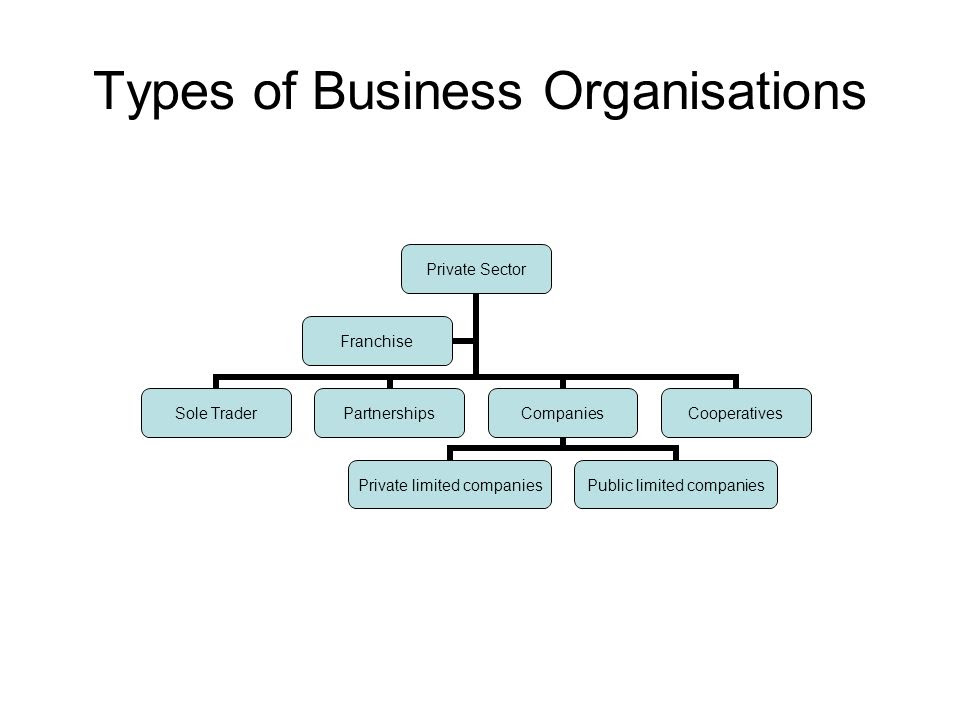 Types of Business Organisations
Private Sector
Franchise
Sole Trader
Partnerships
Companies
Cooperatives
Private limited companies
Public limited companies